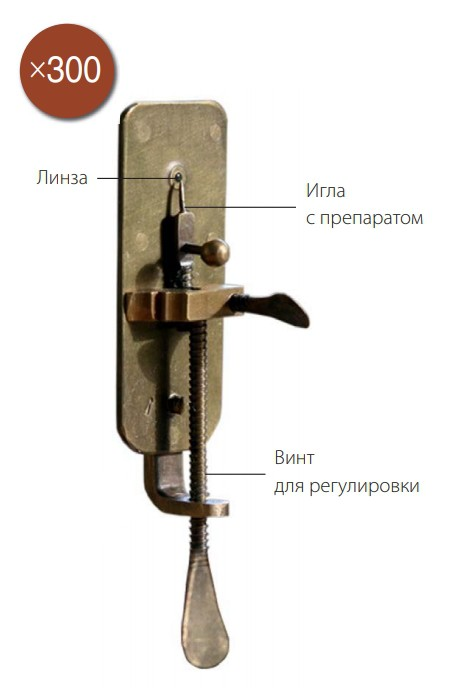 ×300
Линза
Игла
с препаратом
Винт
для регулировки